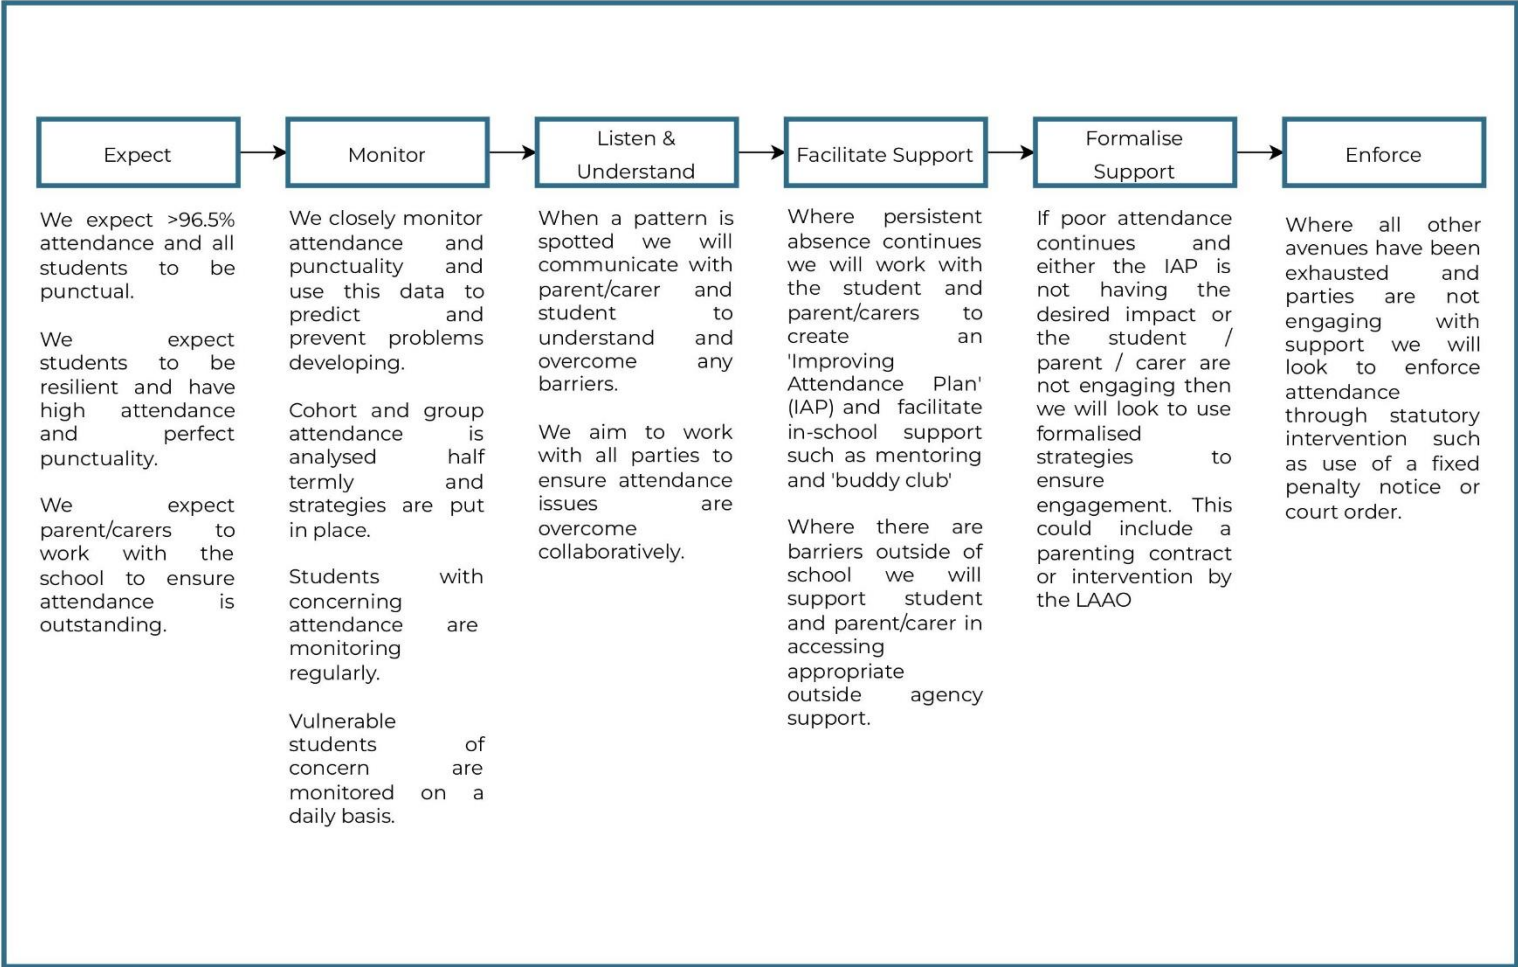 Expect
Monitor
Listen &
Understand
Facilitate Support
Formalise
Support
Enforce
We expect >96.5%
attendance and all
students to be
punctual.
We expect
students to be
resilient and have
high attendance
and perfect
punctuality.
We expect
parent/carers to
work with the
school to ensure
attendance is
outstanding.
We closely monitor
attendance and
punctuality and
use this data to
predict and
prevent problems
developing.
Cohort and group
attendance is
analysed half
termly and
strategies are put
in place.
Students with
concerning
attendance are
monitoring
regularly.
Vulnerable
students of
concern are
monitored on a
daily basis.
When a pattern is
spotted we will
communicate with
parent/carer and
student to
understand and
overcome any
barriers.
We aim to work
with all parties to
ensure attendance
issues are
overcome
collaboratively.
Where persistent
absence continues
we will work with
the student and
parent/carers to
create an
'Improving
Attendance Plan'
(IAP) and facilitate
in-school support
such as mentoring
and 'buddy club'
Where there are
barriers outside of
school we will
support student
and parent/carer in
accessing
appropriate
outside agency
support.
If poor attendance
continues and
either the IAP is
not having the
desired impact or
the student /
parent / carer are
not engaging then
we will look to use
formalised
strategies to
ensure
engagement. This
could include a
parenting contract
or intervention by
the LAAO
Where all other
avenues have been
exhausted and
parties are not
engaging with
support we will
look to enforce
attendance
through statutory
intervention such
as use of a fixed
penalty notice or
court order.